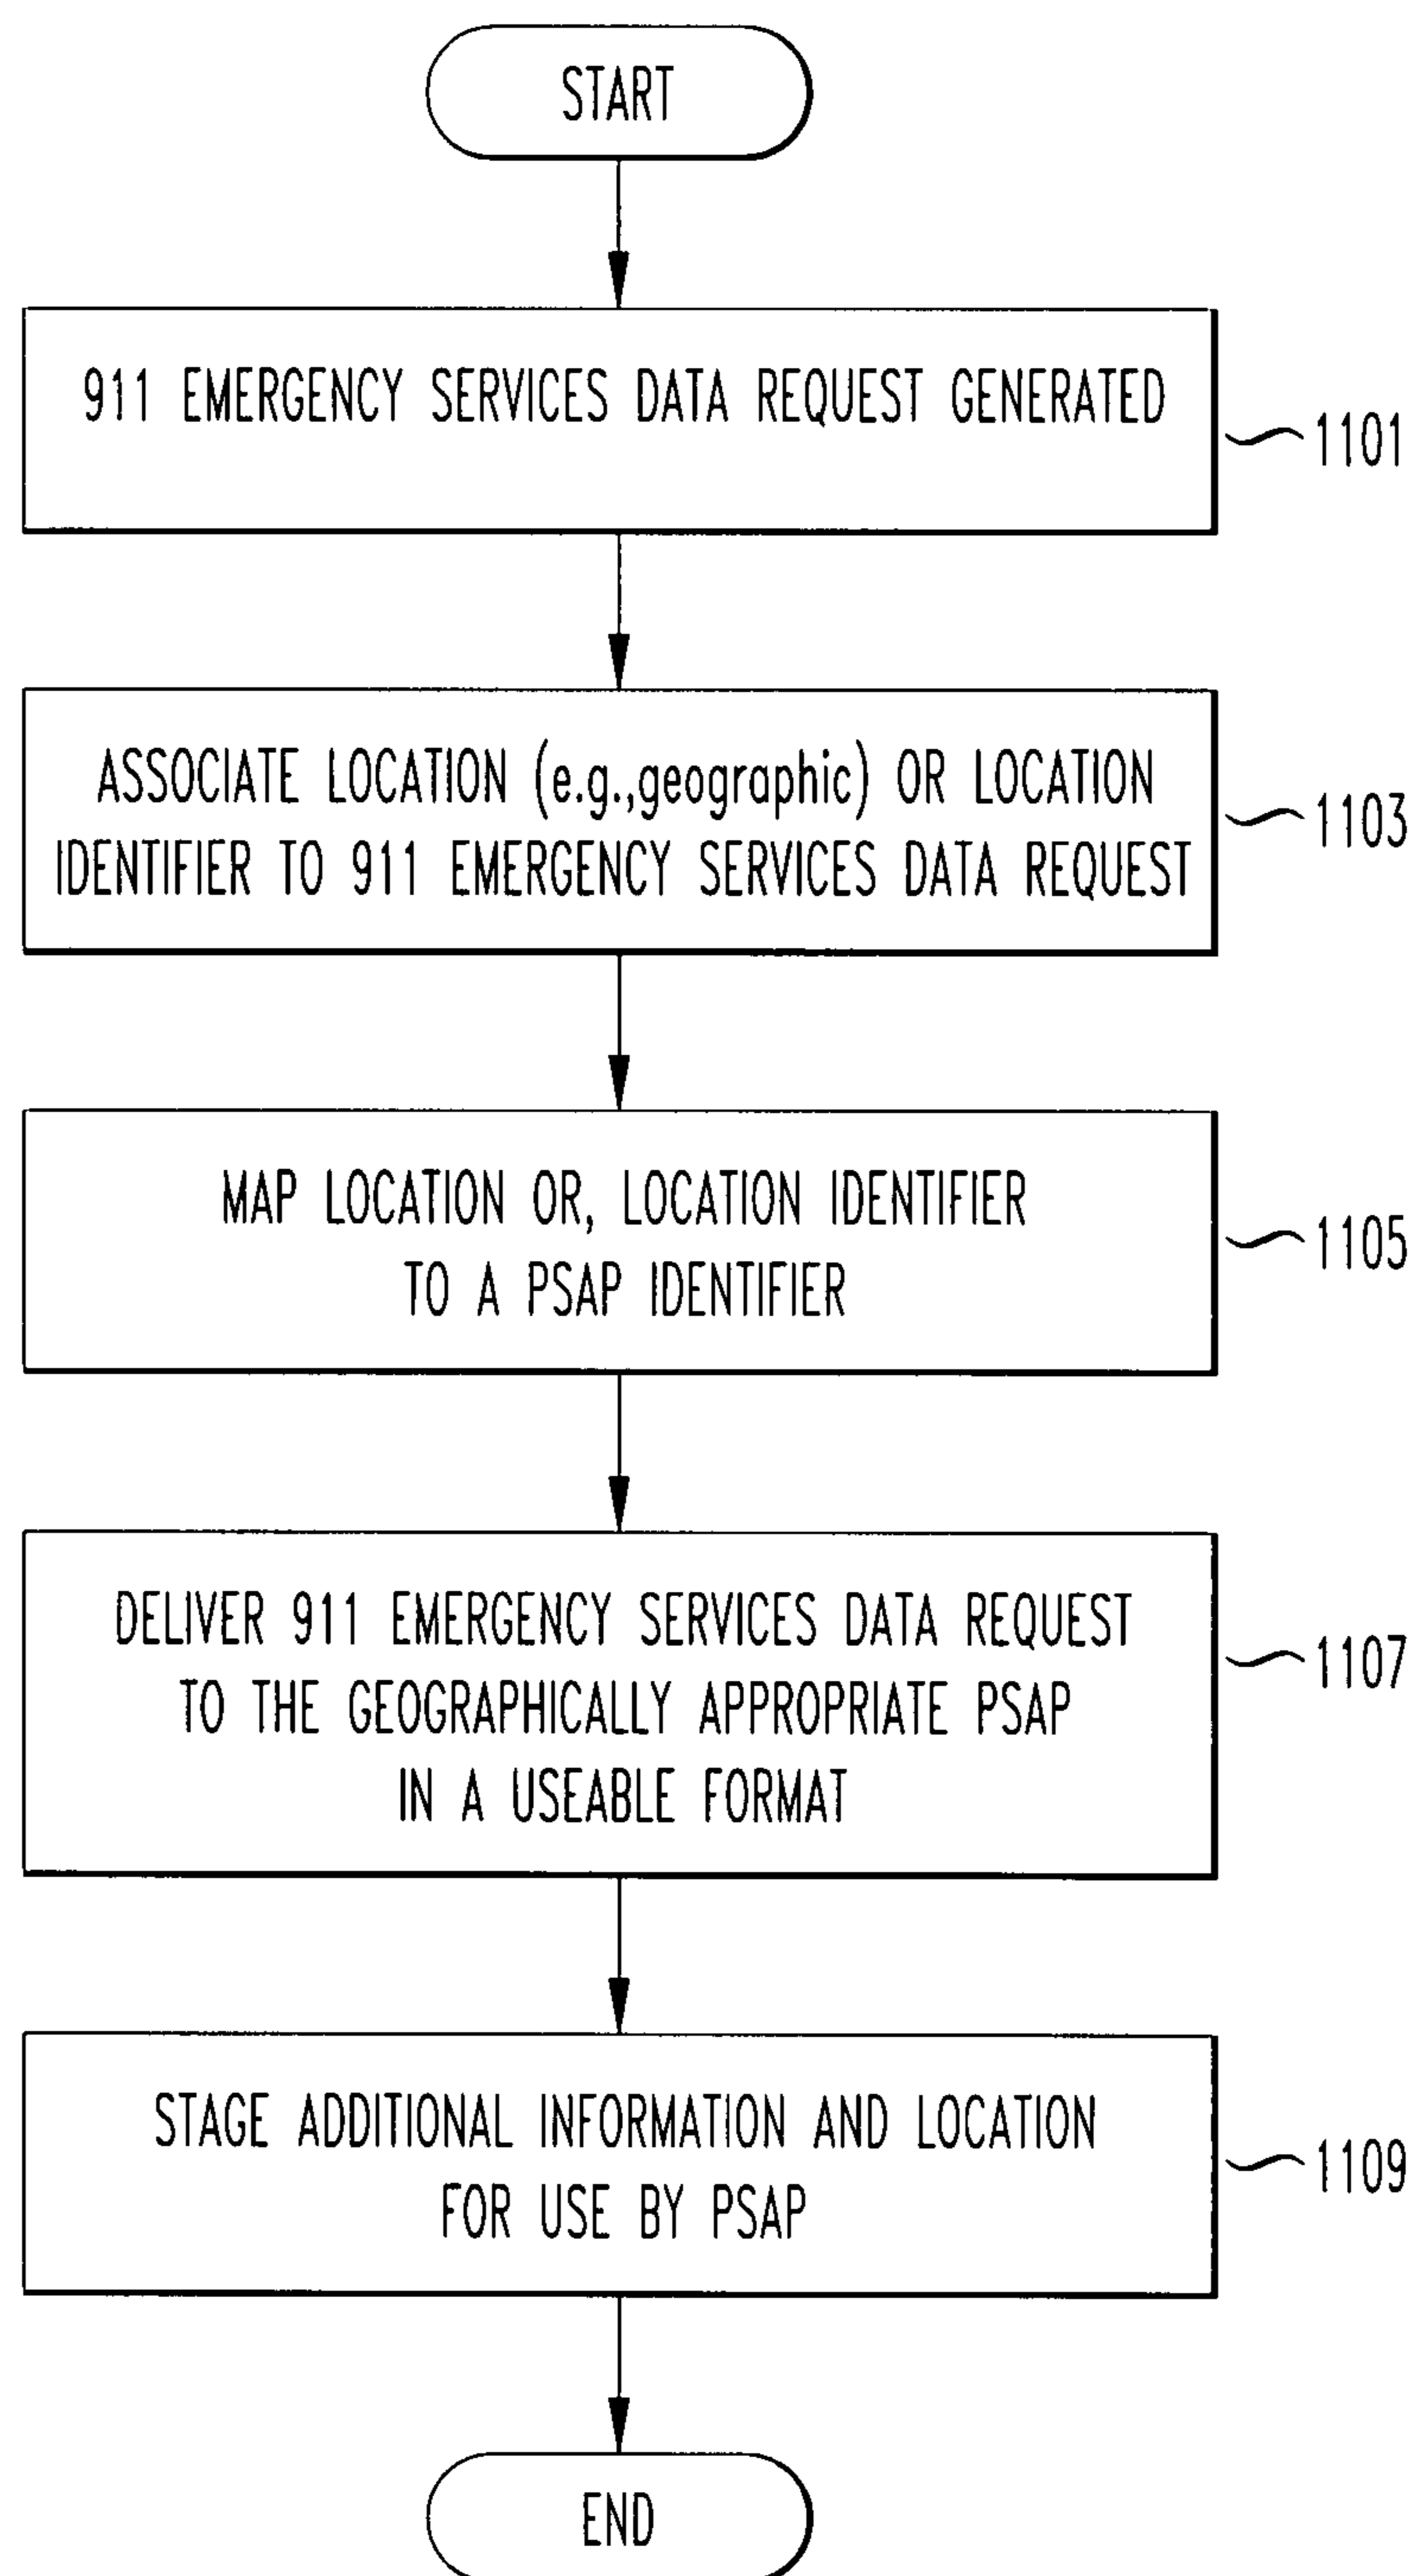 START
911 EMERGENCY SERVICES DATA REQUEST GENERATED
1101
ASSOCIATE LOCATION (e.g.,geographic) OR LOCATION
IDENTIFIER TO 911 EMERGENCY SERVICES DATA REQUEST
1103
MAP LOCATION OR, LOCATION IDENTIFIER
TO A PSAP IDENTIFIER
1105
DELIVER 911 EMERGENCY SERVICES DATA REQUEST
TO THE GEOGRAPHICALLY APPROPRIATE PSAP
IN A USEABLE FORMAT
1107
STAGE ADDITIONAL INFORMATION AND LOCATION
FOR USE BY PSAP
1109
END